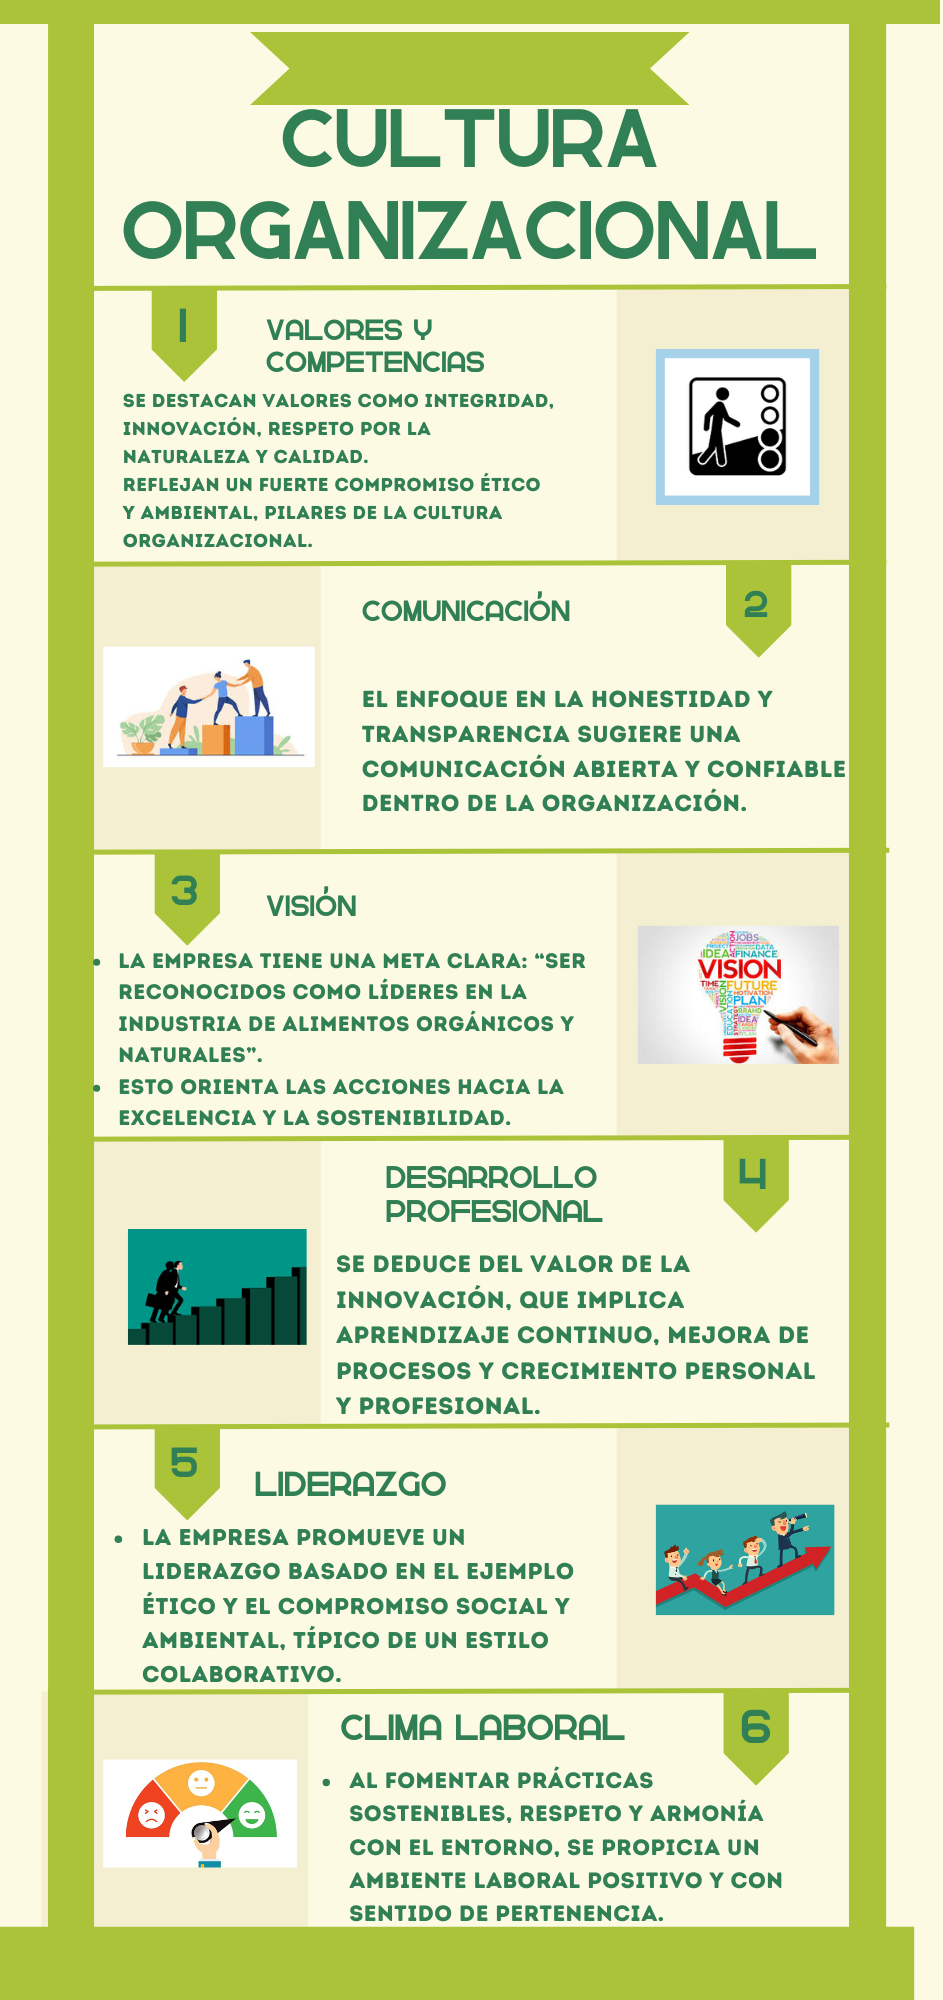 CULTURA
ORGANIZACIONAL
1
VALORES Y
COMPETENCIAS
SE DESTACAN VALORES COMO INTEGRIDAD,
INNOVACIÓN, RESPETO POR LA
NATURALEZA Y CALIDAD.
REFLEJAN UN FUERTE COMPROMISO ÉTICO
Y AMBIENTAL, PILARES DE LA CULTURA
ORGANIZACIONAL.
2
COMUNICACIÓN
EL ENFOQUE EN LA HONESTIDAD Y
TRANSPARENCIA SUGIERE UNA
COMUNICACIÓN ABIERTA Y CONFIABLE
DENTRO DE LA ORGANIZACIÓN.
3
VISIÓN
• LA EMPRESA TIENE UNA META CLARA: “SER
RECONOCIDOS COMO LÍDERES EN LA
INDUSTRIA DE ALIMENTOS ORGÁNICOS Y
NATURALES”.
• ESTO ORIENTA LAS ACCIONES HACIA LA
EXCELENCIA Y LA SOSTENIBILIDAD.
JOBS
ACTION
PROJECT
DATA
IDEA FINANCE
VISION
TIME FUTURE
MOTIVATION
VISION PLAN
BRAND
EDUCATION
IDEA
4
DESARROLLO
PROFESIONAL
SE DEDUCE DEL VALOR DE LA
INNOVACIÓN, QUE IMPLICA
APRENDIZAJE CONTINUO, MEJORA DE
PROCESOS Y CRECIMIENTO PERSONAL
Y PROFESIONAL.
5
LIDERAZGO
• LA EMPRESA PROMUEVE UN
LIDERAZGO BASADO EN EL EJEMPLO
ÉTICO Y EL COMPROMISO SOCIAL Y
AMBIENTAL, TÍPICO DE UN ESTILO
COLABORATIVO.
6
CLIMA LABORAL
• AL FOMENTAR PRÁCTICAS
SOSTENIBLES, RESPETO Y ARMONÍA
CON EL ENTORNO, SE PROPICIA UN
AMBIENTE LABORAL POSITIVO Y CON
SENTIDO DE PERTENENCIA.